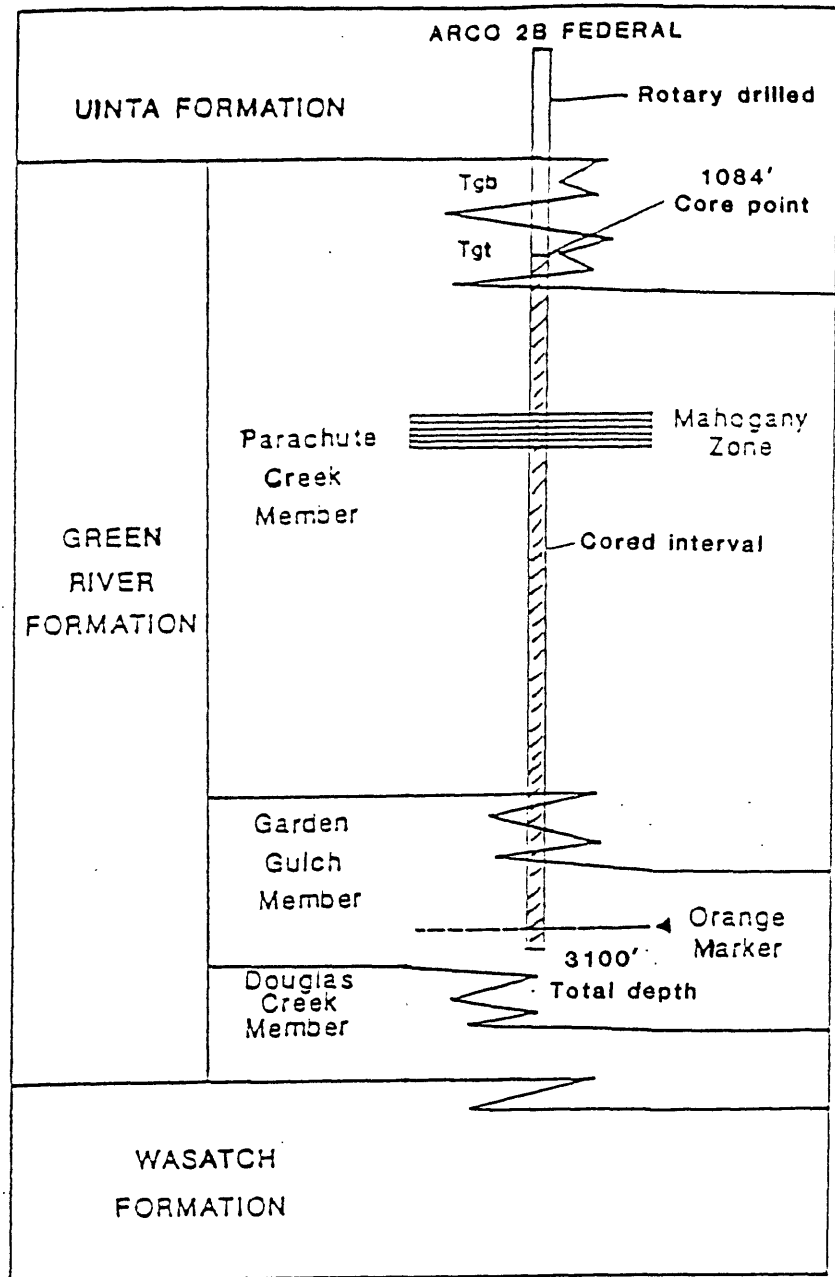 ARCO 2B FEDERAL
UINTA FORMATION
Rotary drilled
Tgb
1084'
Core point
Tgt
Mahogany
Zone
Parachute
Creek
Member
GREEN
RIVER
FORMATION
Cored interval
Garden
Gulch
Member
Orange
Marker
3100'
Total depth
Douglas
Creek
Member
WASATCH
FORMATION